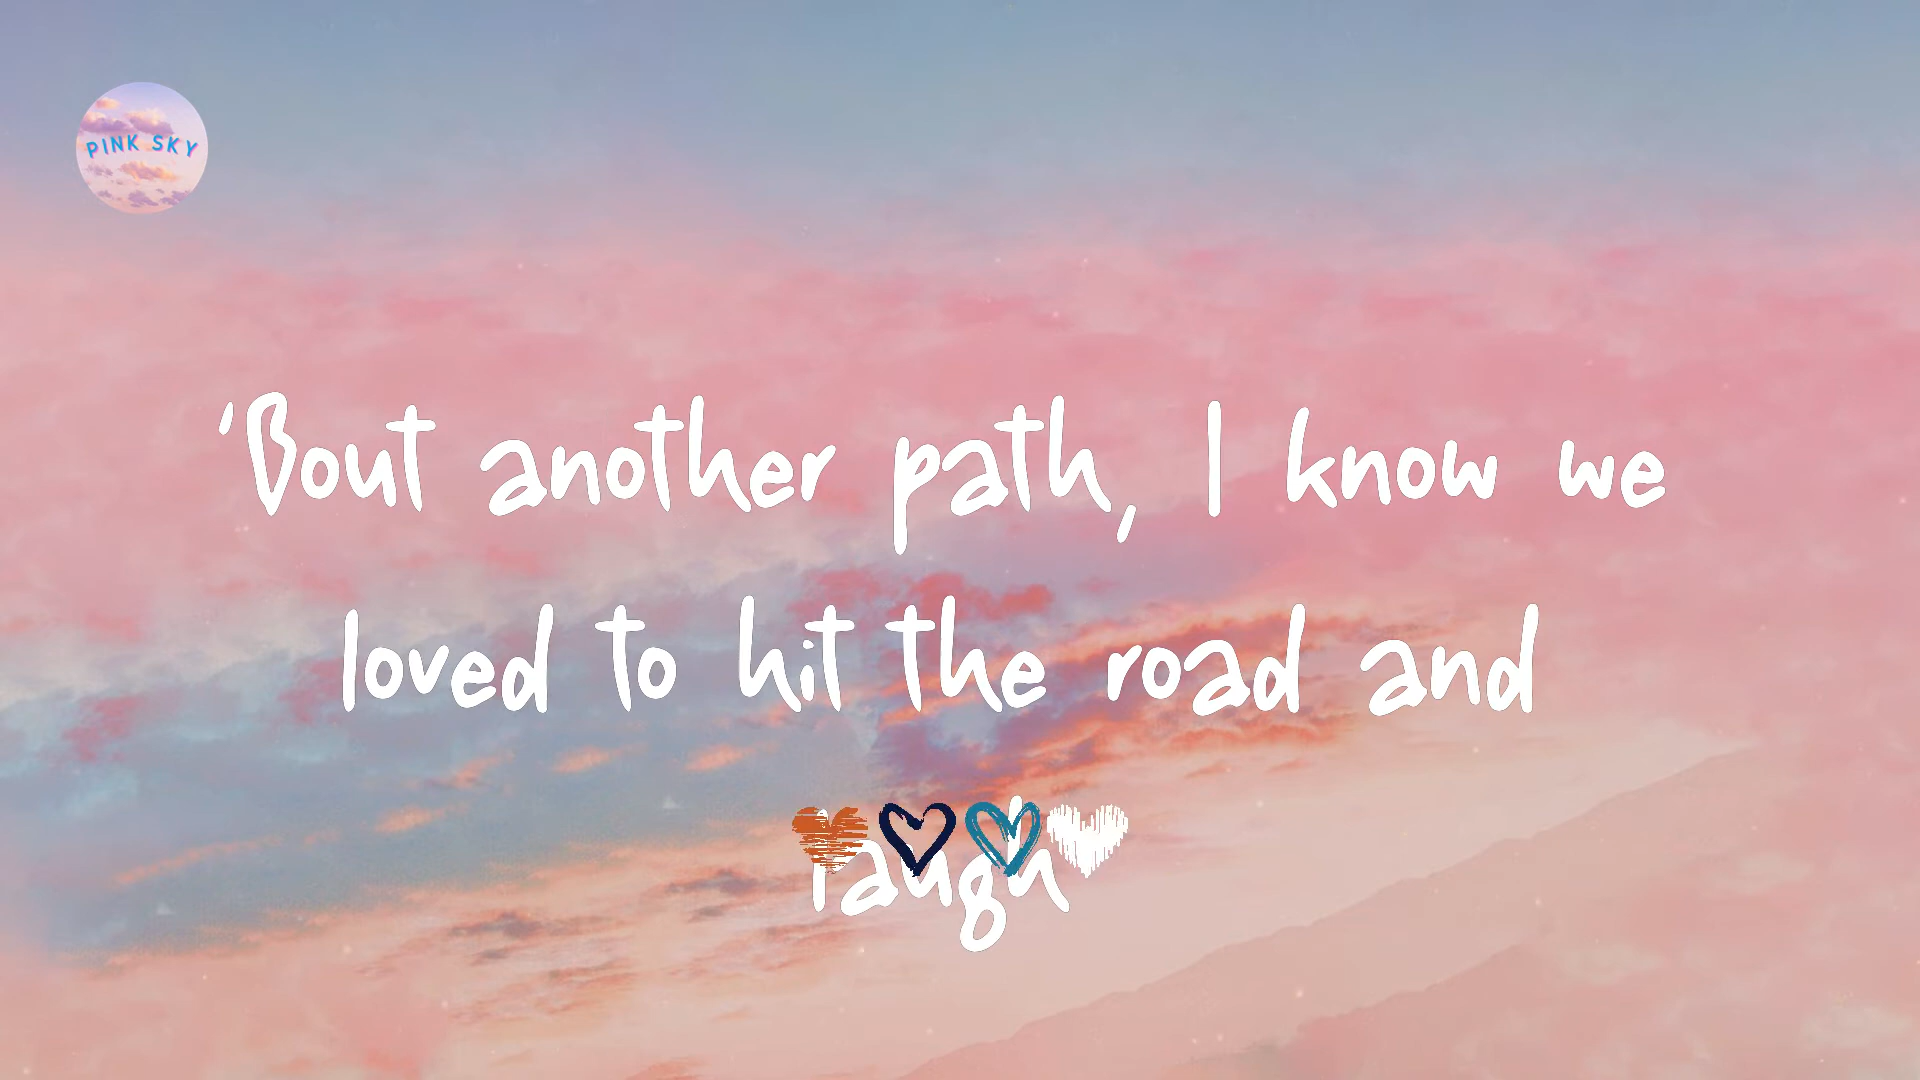 PINK SKY
'Bout another path, I know we
loved to hit the road and
laugh